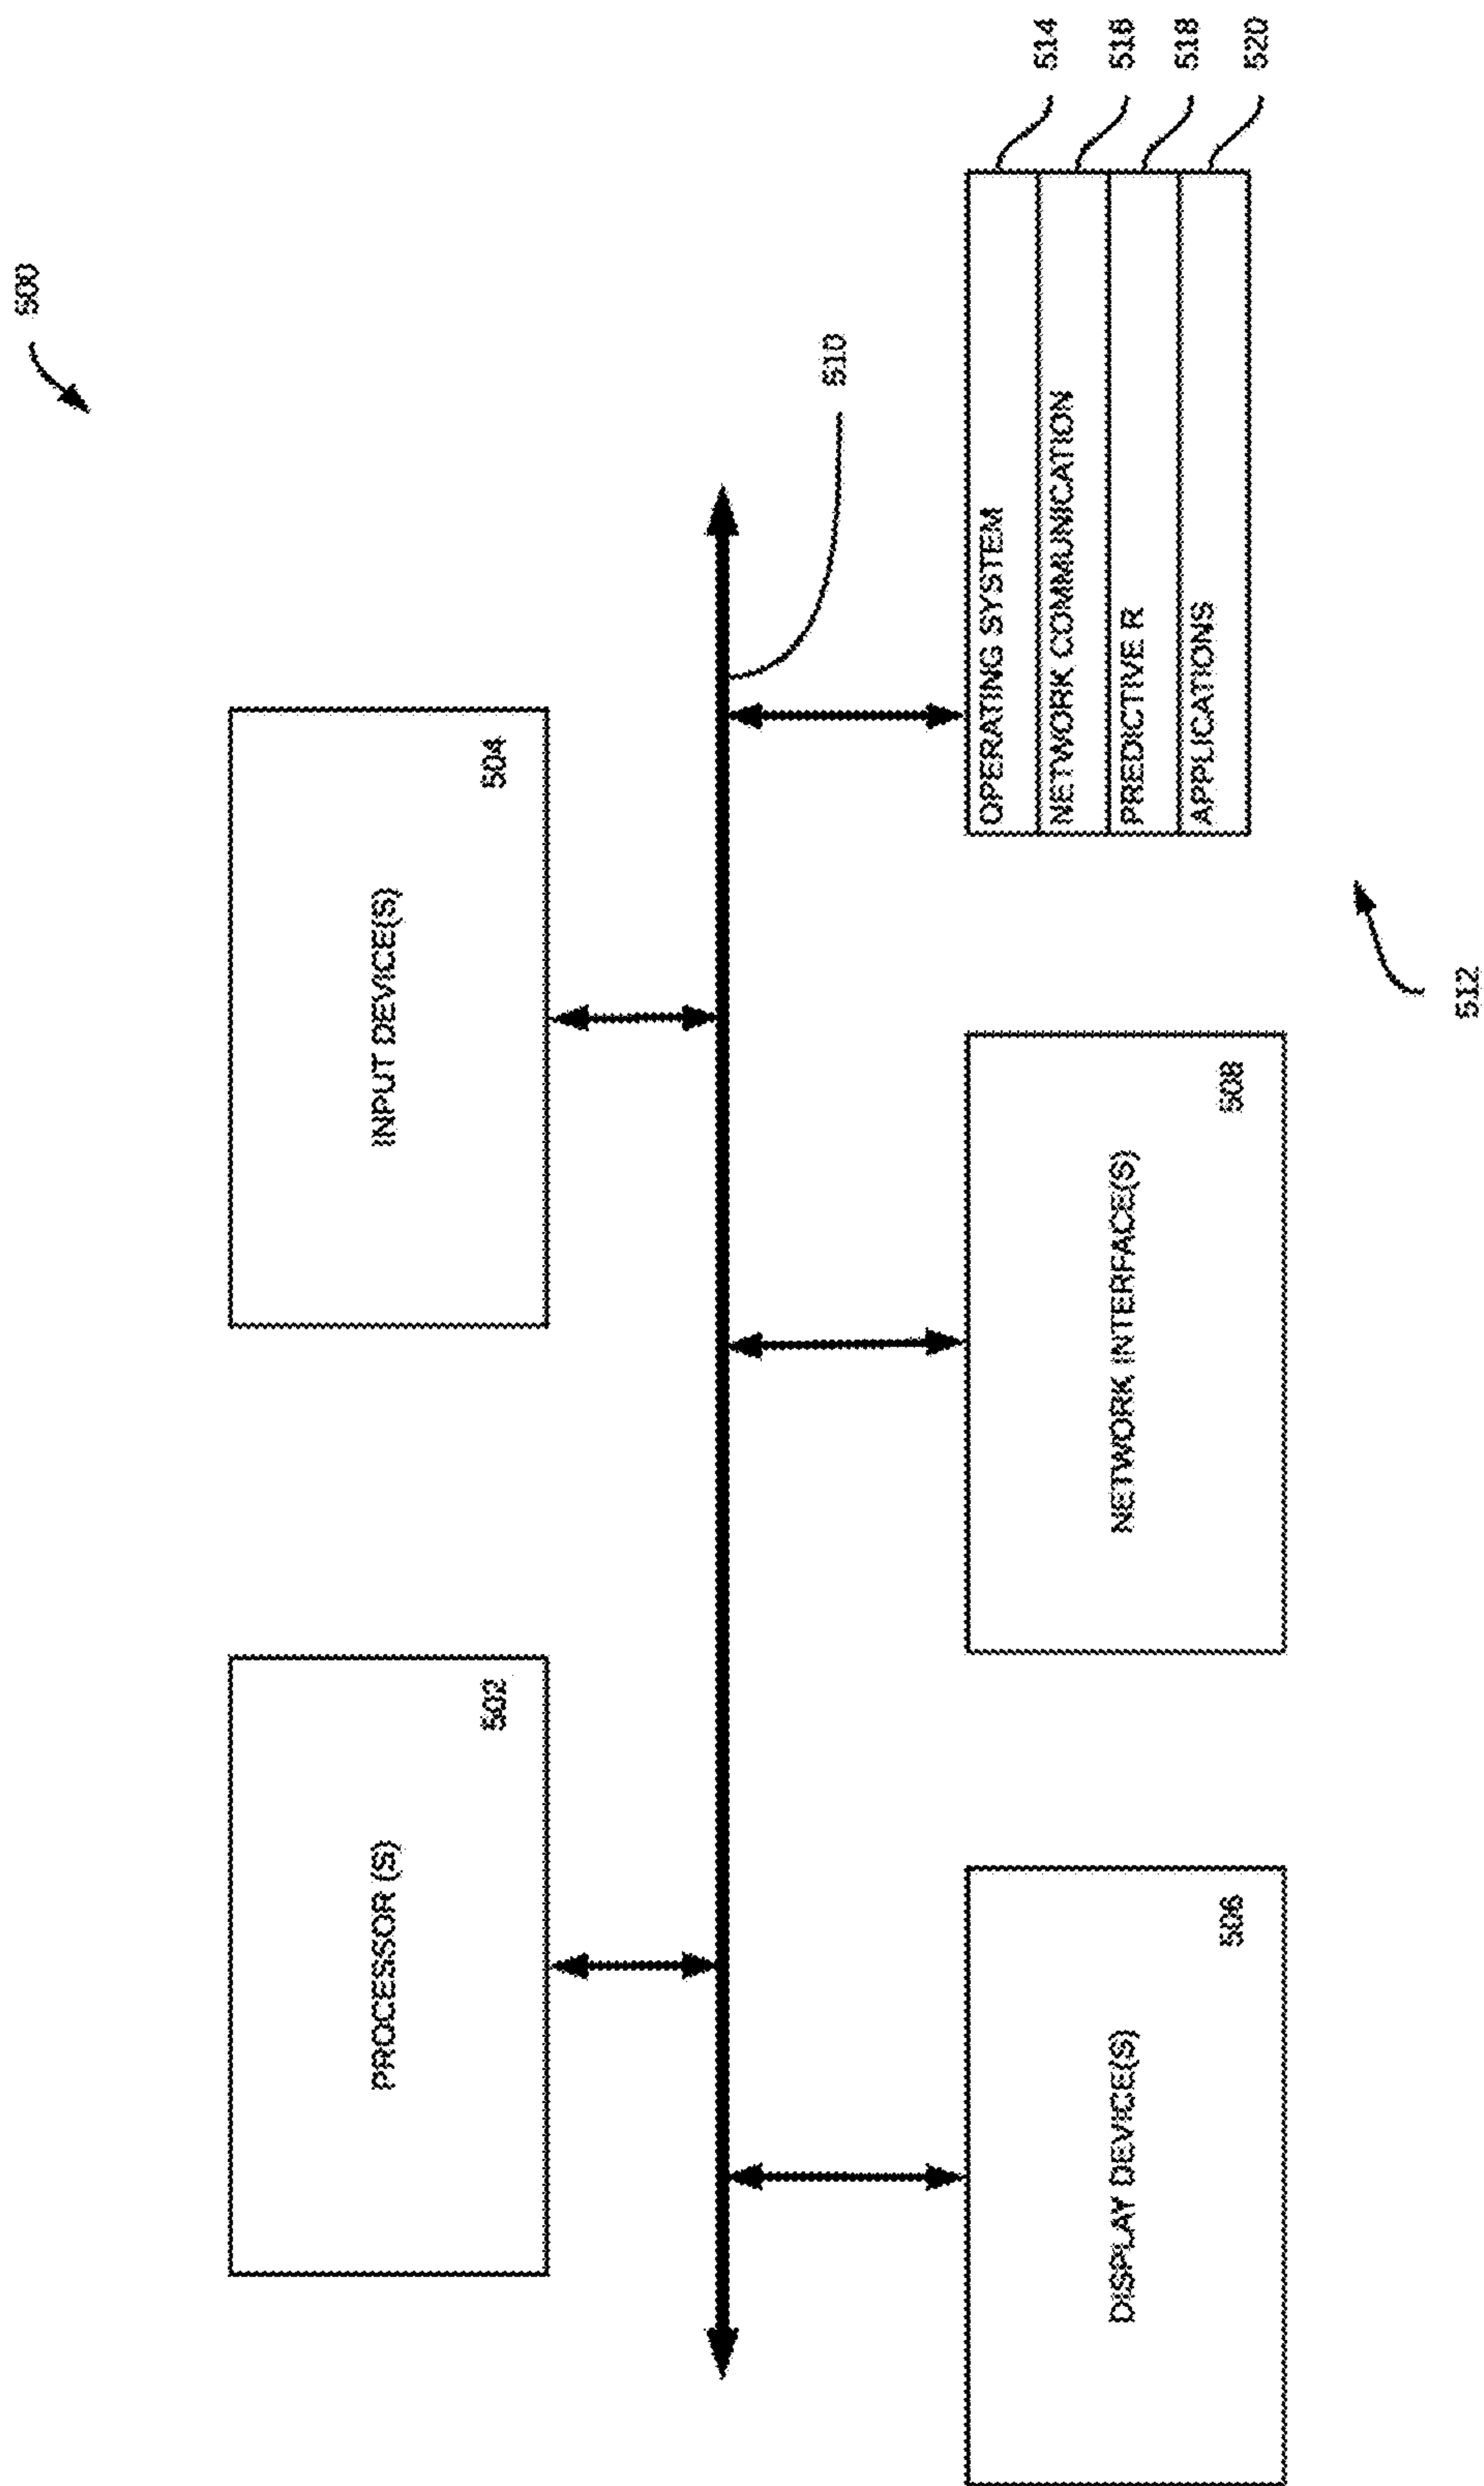 500
PROCESSOR (S)
502
INPUT DEVICE(S)
504
510
DISPLAY DEVICE(S)
506
NETWORK INTERFACE(S)
508
OPERATING SYSTEM
514
NETWORK COMMUNICATION
516
PREDICTIVE R
518
APPLICATIONS
520
512